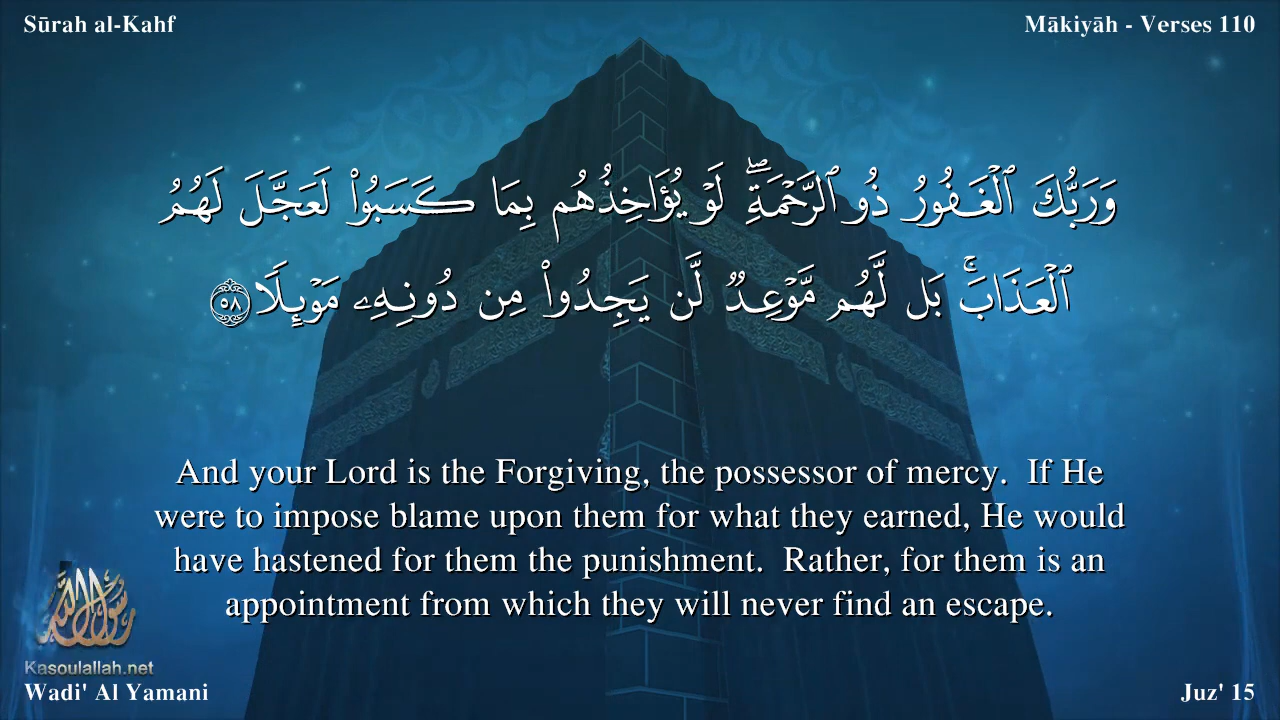 Sūrah al-Kahf
Mākiyāh - Verses 110
وَرَبُّكَ ٱلْغَفُورُ ذُو ٱلرَّحْمَةِ ۖ لَوْ يُؤَاخِذُهُم بِمَا كَسَبُوا۟ لَعَجَّلَ لَهُمُ
ٱلْعَذَابَ ۚ بَل لَّهُم مَّوْعِدٌ لَّن يَجِدُوا۟ مِن دُونِهِۦ مَوْئِلًا ٥٨
And your Lord is the Forgiving, the possessor of mercy.  If He
were to impose blame upon them for what they earned, He would
have hastened for them the punishment.  Rather, for them is an
appointment from which they will never find an escape.
رسول الله
Rasoulallah.net
Wadi' Al Yamani
Juz' 15